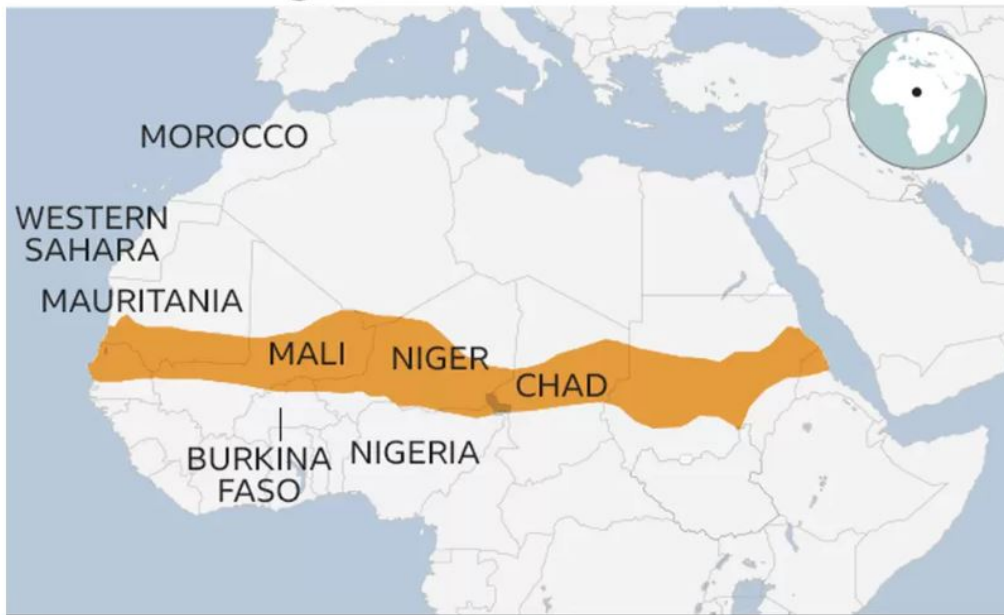 MOROCCO
WESTERN
SAHARA
MAURITANIA
MALI
NIGER
CHAD
BURKINA
FASO
NIGERIA